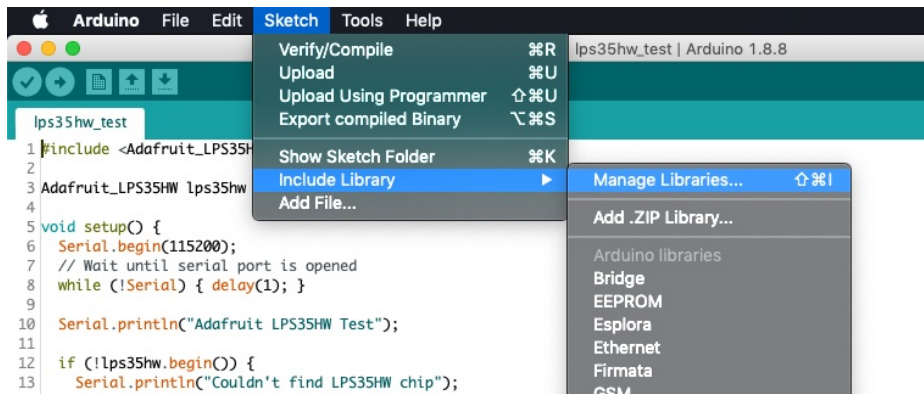 Arduino File Edit Sketch Tools Help
lps35hw_test | Arduino 1.8.8
Verify/Compile ⌘R
Upload ⌘U
Upload Using Programmer ⇧⌘U
Export compiled Binary ⌥⌘S
Show Sketch Folder ⌘K
Include Library ▶
Add File...
Manage Libraries... ⇧⌘I
Add .ZIP Library...
Arduino libraries
Bridge
EEPROM
Esplora
Ethernet
Firmata
GSM
lps35hw_test
1 #include <Adafruit_LPS35H
2
3 Adafruit_LPS35HW lps35hw
4
5 void setup() {
6 Serial.begin(115200);
7 // Wait until serial port is opened
8 while (!Serial) { delay(1); }
9
10 Serial.println("Adafruit LPS35HW Test");
11
12 if (!lps35hw.begin()) {
13 Serial.println("Couldn't find LPS35HW chip");